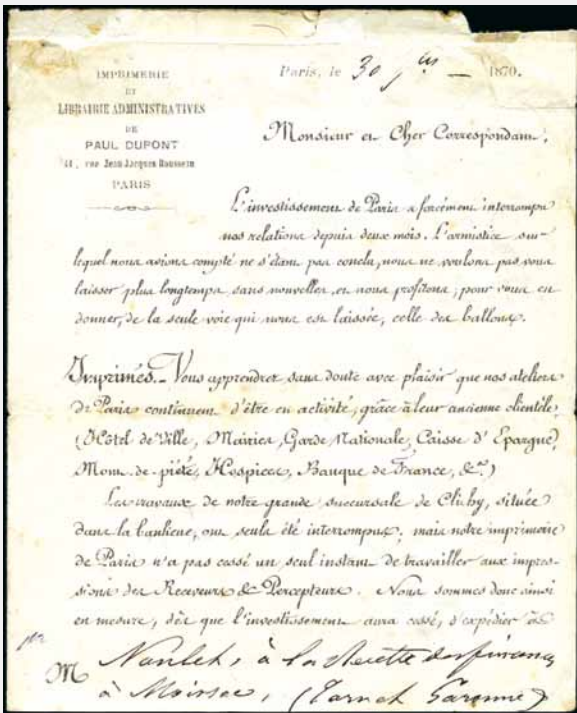 IMPRIMERIE
ET
LIBRAIRIE ADMINISTRATIVES
DE
PAUL DUPONT
41, rue Jean-Jacques Rousseau
PARIS
Paris, le 30 9bre 1870.
Monsieur et Cher Correspondant,
L'investissement de Paris a forcément interrompu
nos relations depuis deux mois. L'armistice sur
lequel nous avions compté ne s'étant pas conclu, nous ne voulons pas vous
laisser plus longtemps sans nouvelles, et nous profitons, pour vous en
donner, de la seule voie qui nous est laissée, celle des ballons.
Imprimés. - Vous apprendrez sans doute avec plaisir que nos ateliers
de Paris continuent d'être en activité, grâce à leur ancienne clientèle
(Hôtel de Ville, Mairies, Garde Nationale, Caisse d'Epargne,
Mont de piété, Hospices, Banque de France, &a)
Les travaux de notre grande succursale de Clichy, située
dans la banlieue, ont seuls été interrompus, mais notre imprimerie
de Paris n'a pas cessé un seul instant de travailler aux impres-
sions des Receveurs & Percepteurs. Nous sommes donc ainsi
en mesure, dès que l'investissement aura cessé, d'expédier
M Naulet, à la Recette des finances
à Moissac, (Tarn et Garonne)